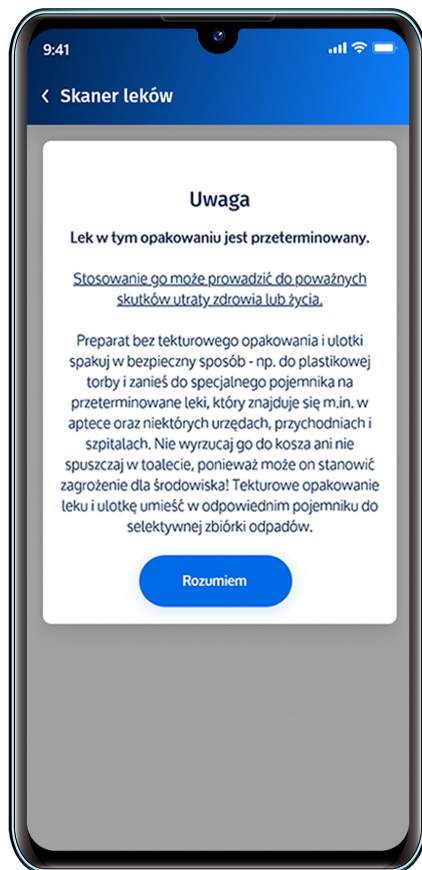 9:41
Skaner leków
Uwaga
Lek w tym opakowaniu jest przeterminowany.
Stosowanie go może prowadzić do poważnych
skutków utraty zdrowia lub życia.
Preparat bez tekturowego opakowania i ulotki
spakuj w bezpieczny sposób - np. do plastikowej
torby i zanieś do specjalnego pojemnika na
przeterminowane leki, który znajduje się m.in. w
aptece oraz niektórych urzędach, przychodniach i
szpitalach. Nie wyrzucaj go do kosza ani nie
spuszczaj w toalecie, ponieważ może on stanowić
zagrożenie dla środowiska! Tekturowe opakowanie
leku i ulotkę umieść w odpowiednim pojemniku do
selektywnej zbiórki odpadów.
Rozumiem